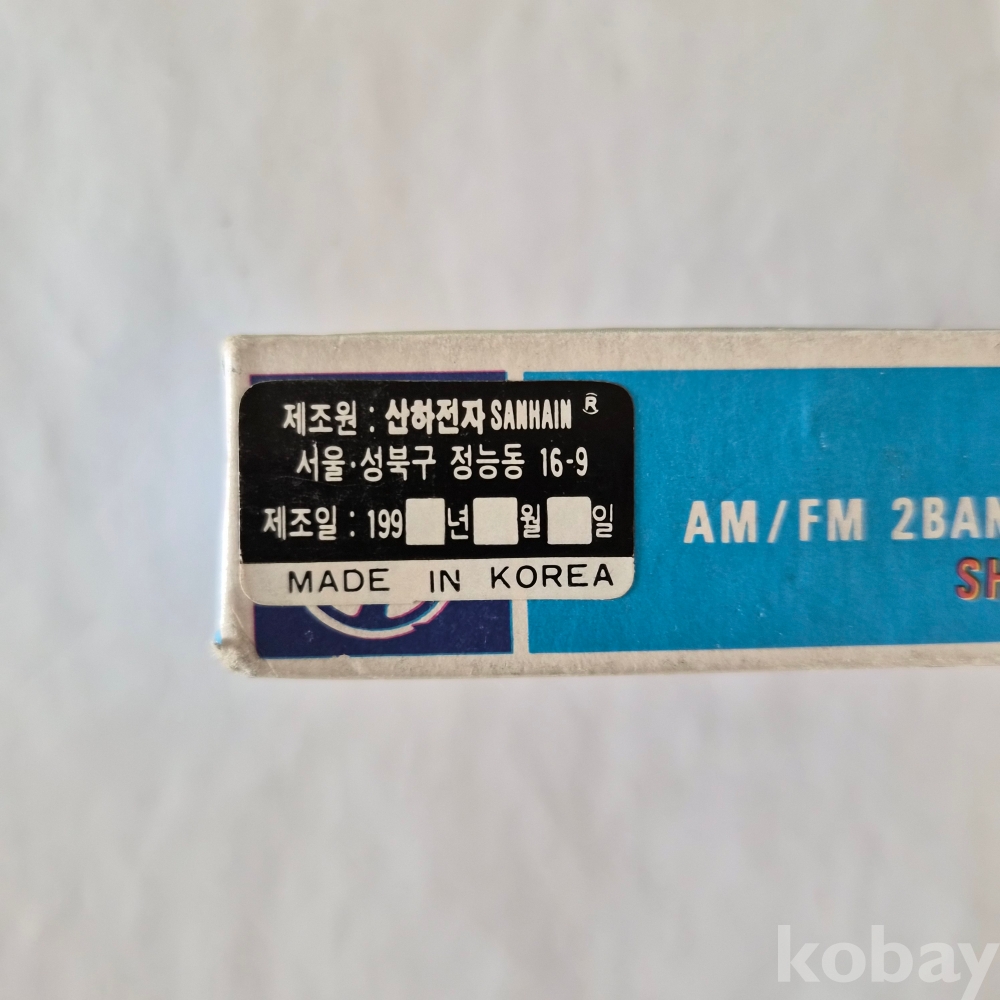 제조원 : 산하전자 SANHAIN ®
서울·성북구 정능동 16-9
제조일 : 199 년 월 일
MADE IN KOREA
AM/FM 2BAN
SH
kobay